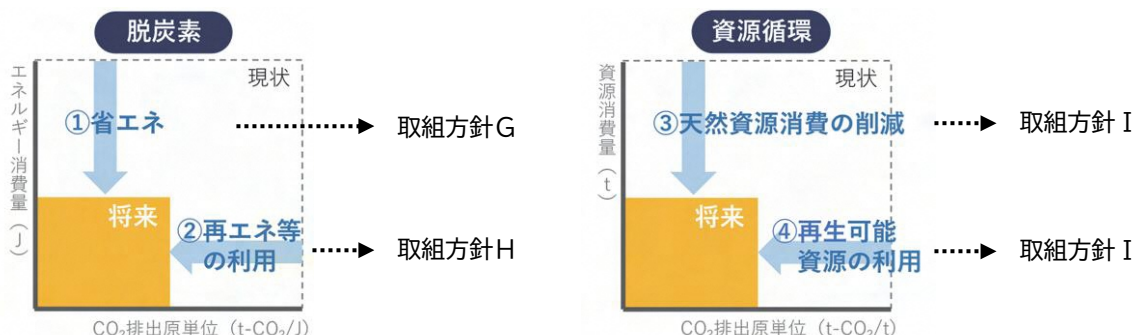 脱炭素
エネルギー消費量（J）
現状
①省エネ
将来
②再エネ等
の利用
CO₂排出原単位（t-CO₂/J）
取組方針G
取組方針H
資源循環
資源消費量（t）
現状
③天然資源消費の削減
将来
④再生可能
資源の利用
CO₂排出原単位（t-CO₂/t）
取組方針I
取組方針I